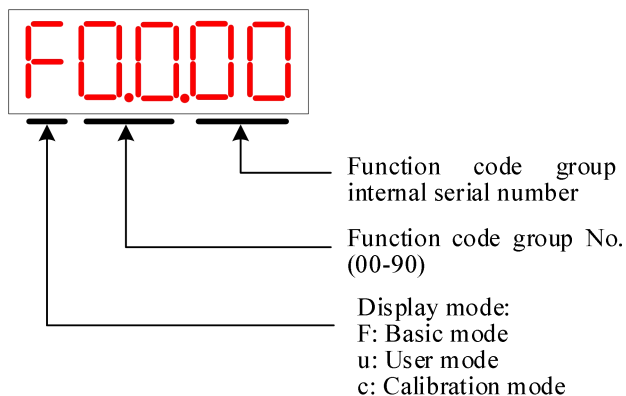 F0.0.00
Function code group
internal serial number
Function code group No.
(00-90)
Display mode:
F: Basic mode
u: User mode
c: Calibration mode